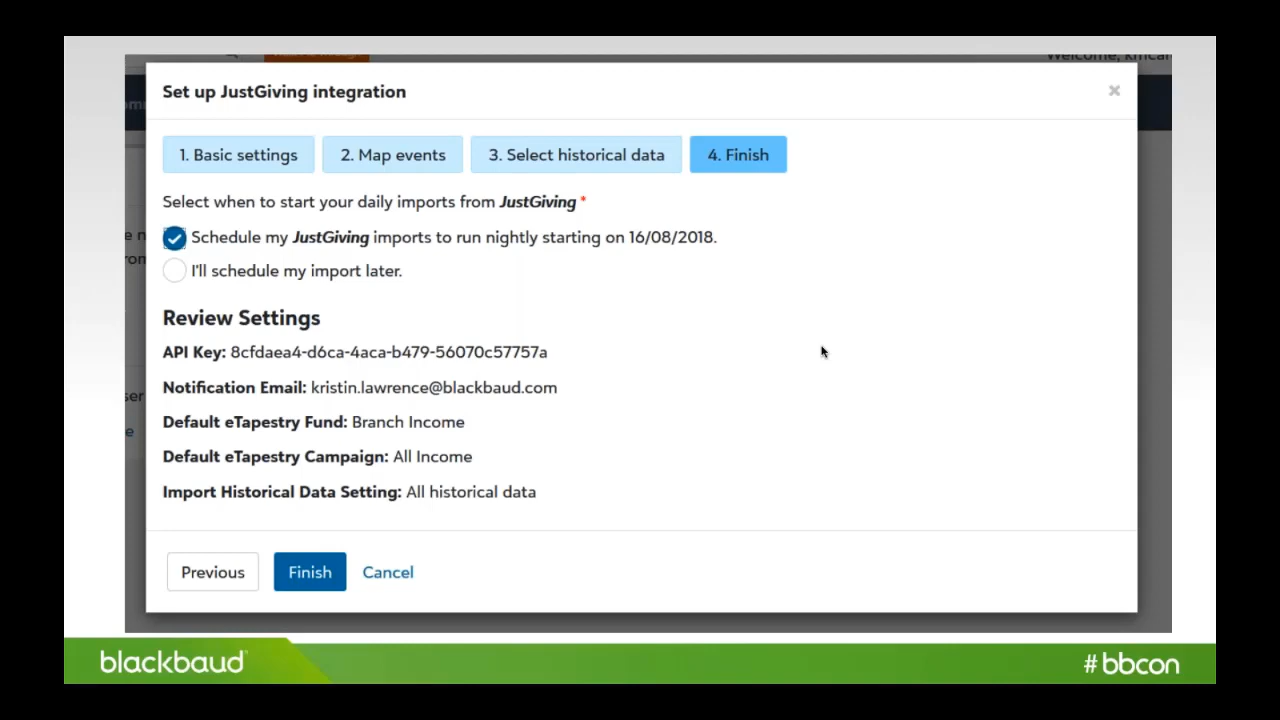 Set up JustGiving integration
×
1. Basic settings 2. Map events 3. Select historical data 4. Finish
Select when to start your daily imports from JustGiving *
Schedule my JustGiving imports to run nightly starting on 16/08/2018.
I'll schedule my import later.
Review Settings
API Key: 8cfdaea4-d6ca-4aca-b479-56070c57757a
Notification Email: kristin.lawrence@blackbaud.com
Default eTapestry Fund: Branch Income
Default eTapestry Campaign: All Income
Import Historical Data Setting: All historical data
Previous Finish Cancel
blackbaud #bbcon